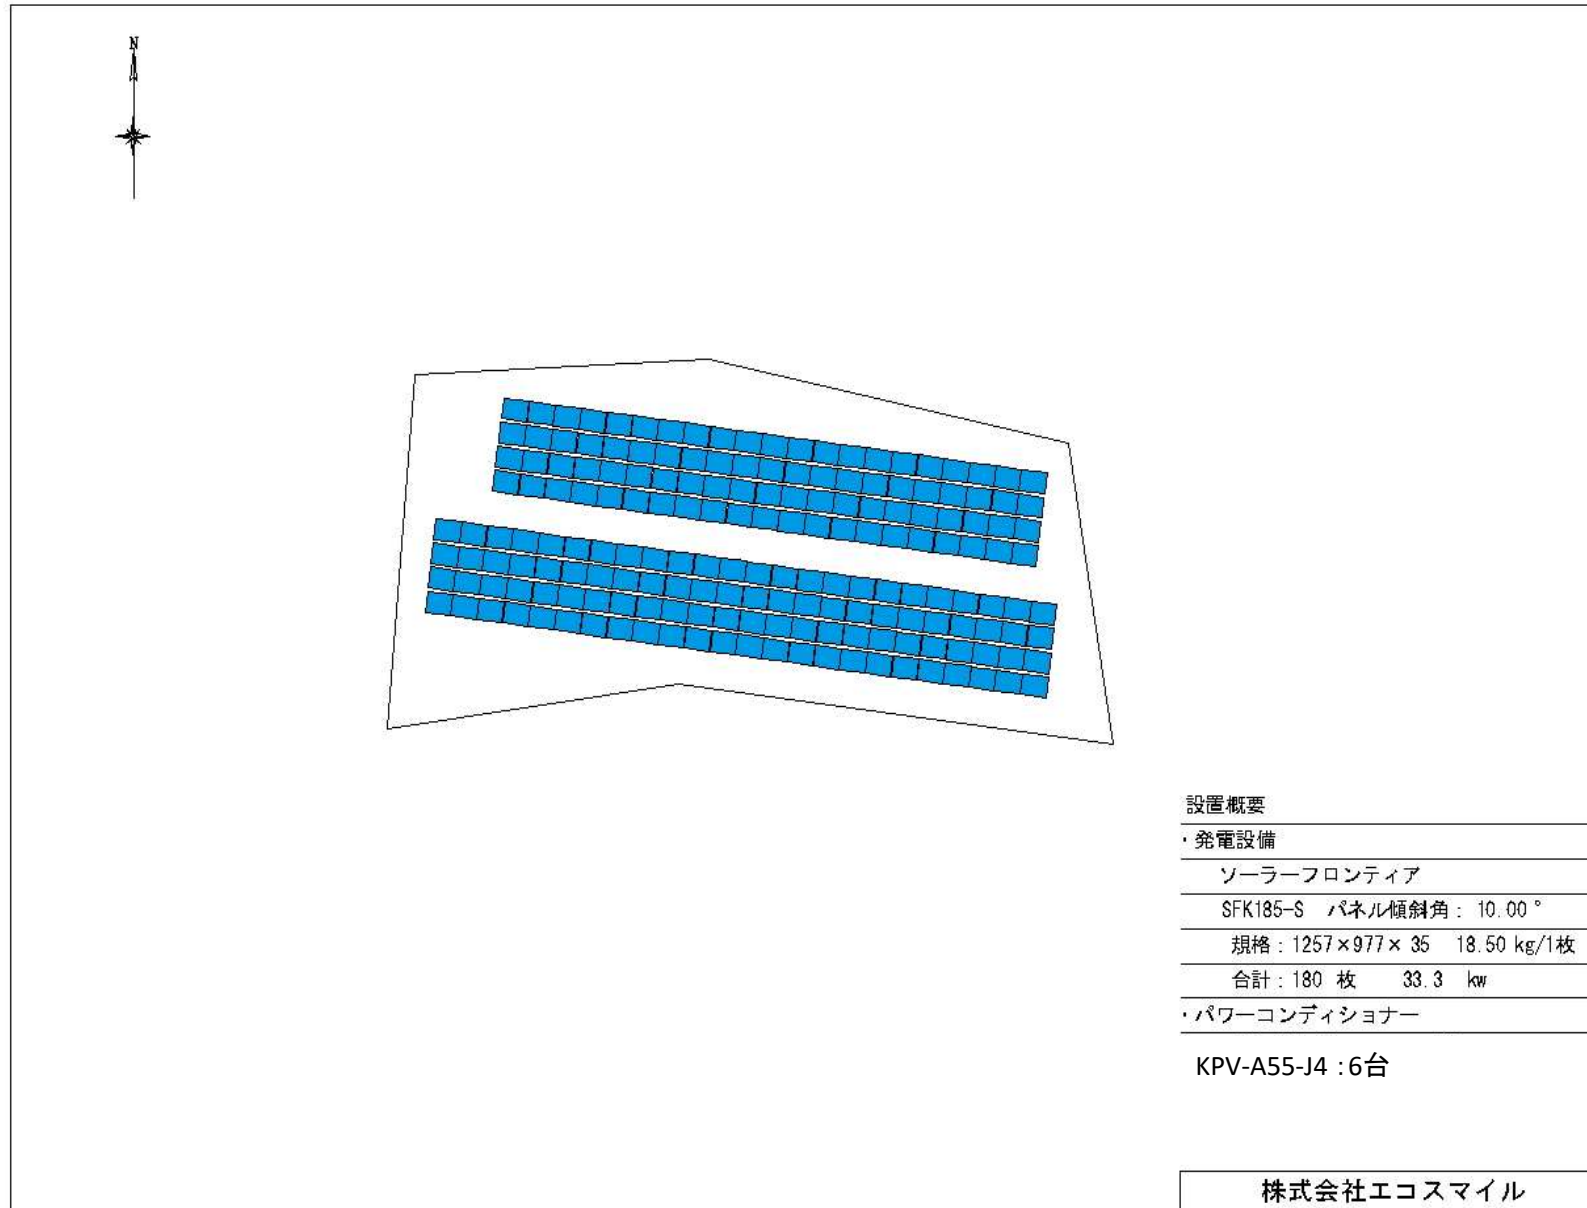 N
設置概要
・発電設備
ソーラーフロンティア
SFK185-S パネル傾斜角：10.00°
規格：1257×977× 35 18.50 kg/1枚
合計：180 枚 33.3 kw
・パワーコンディショナー
KPV-A55-J4：6台
株式会社エコスマイル